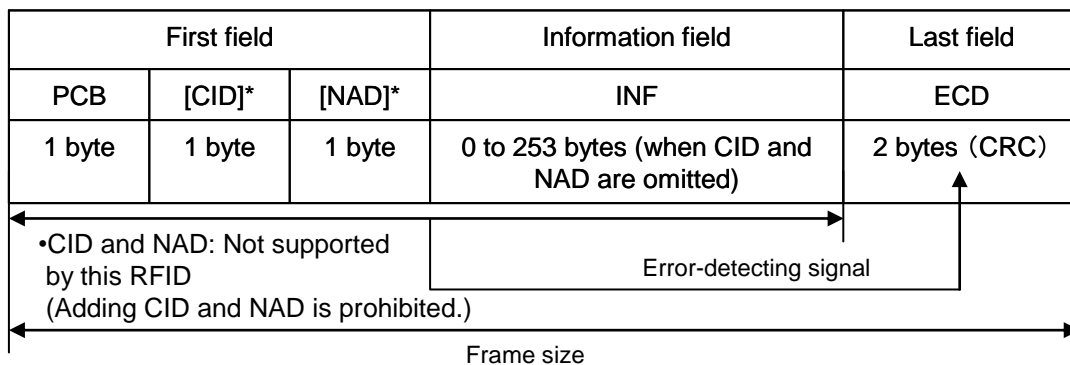 First field Information field Last field
PCB [CID]* [NAD]* INF ECD
1 byte 1 byte 1 byte 0 to 253 bytes (when CID and NAD are omitted) 2 bytes（CRC）
•CID and NAD: Not supported
by this RFID
(Adding CID and NAD is prohibited.)
Error-detecting signal
Frame size